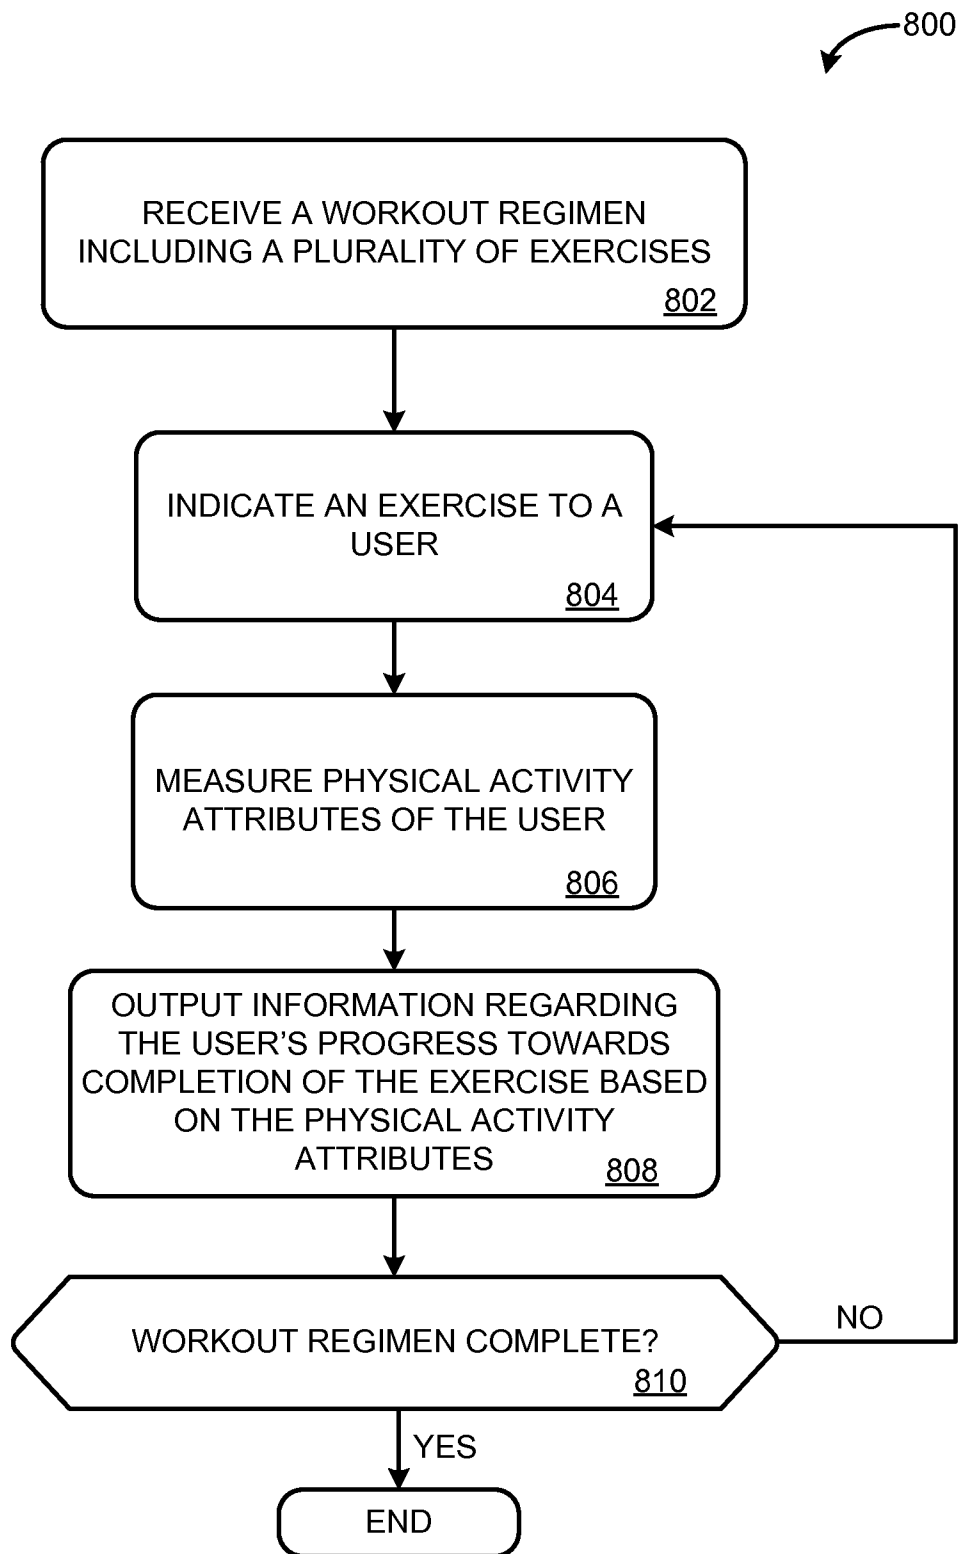 800
RECEIVE A WORKOUT REGIMEN
INCLUDING A PLURALITY OF EXERCISES
802
INDICATE AN EXERCISE TO A
USER
804
MEASURE PHYSICAL ACTIVITY
ATTRIBUTES OF THE USER
806
OUTPUT INFORMATION REGARDING
THE USER'S PROGRESS TOWARDS
COMPLETION OF THE EXERCISE BASED
ON THE PHYSICAL ACTIVITY
ATTRIBUTES
808
NO
WORKOUT REGIMEN COMPLETE?
810
YES
END